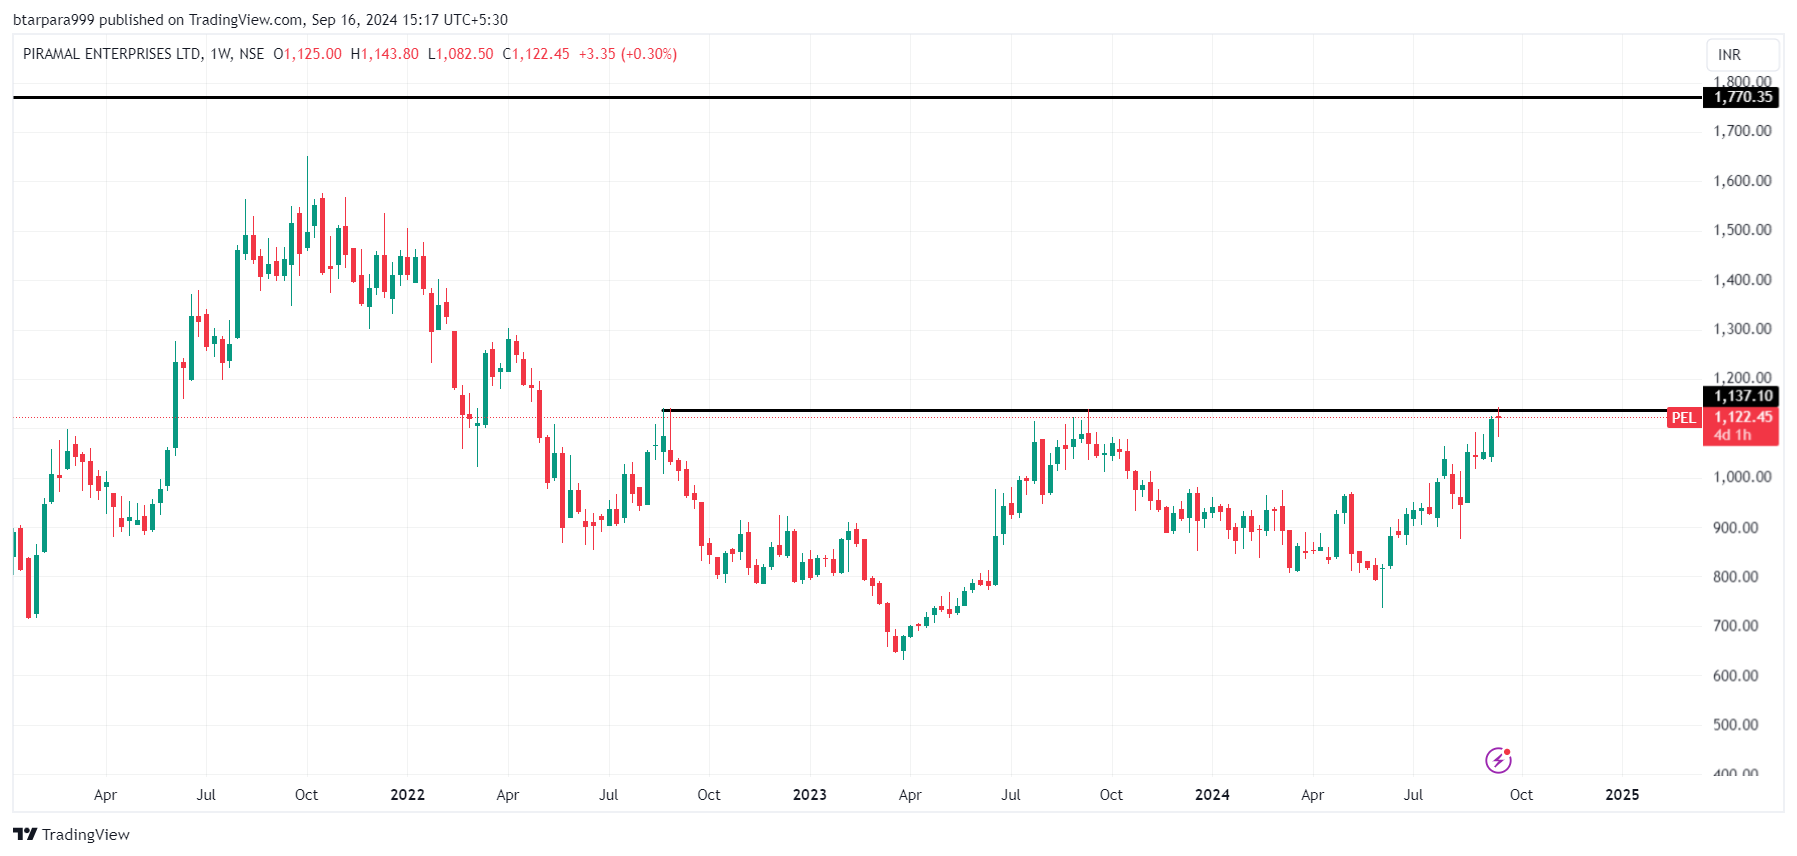 btarpara999 published on TradingView.com, Sep 16, 2024 15:17 UTC+5:30
PIRAMAL ENTERPRISES LTD, 1W, NSE O1,125.00 H1,143.80 L1,082.50 C1,122.45 +3.35 (+0.30%)
INR
1,800.00
1,770.35
1,700.00
1,600.00
1,500.00
1,400.00
1,300.00
1,200.00
1,137.10
PEL 1,122.45
4d 1h
1,000.00
900.00
800.00
700.00
600.00
500.00
400.00
Apr Jul Oct 2022 Apr Jul Oct 2023 Apr Jul Oct 2024 Apr Jul Oct 2025
TradingView